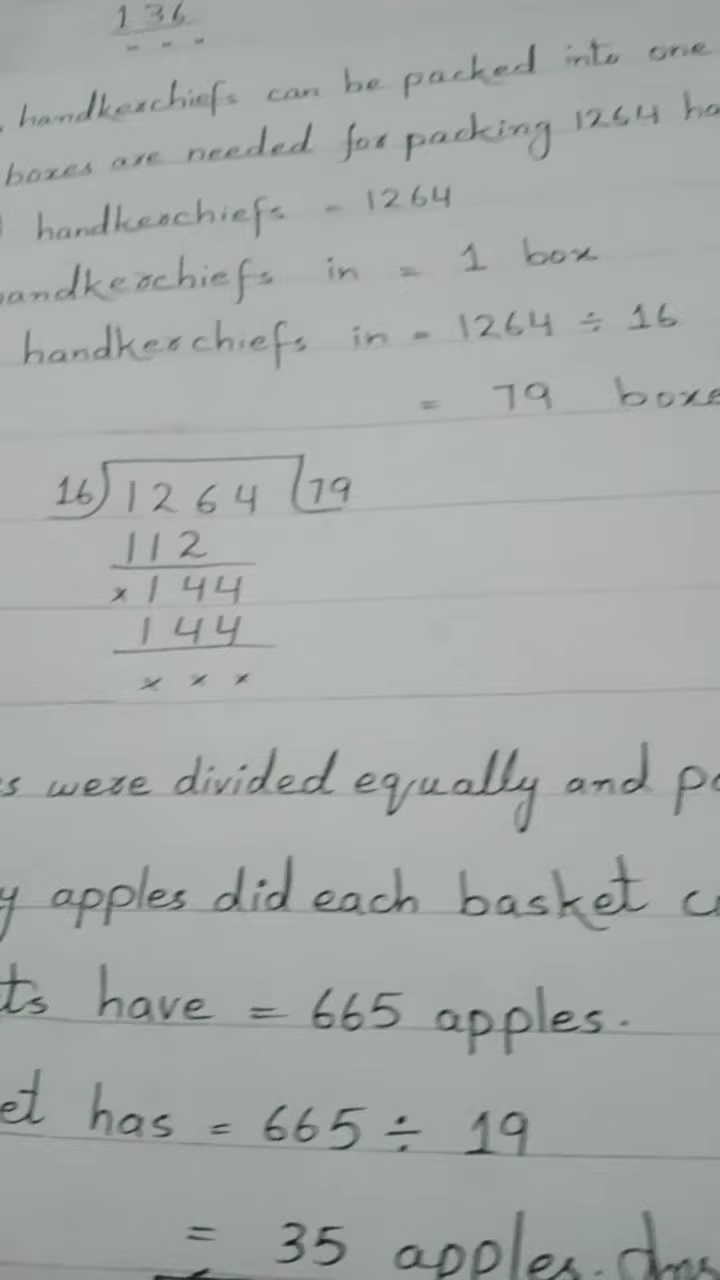 136
- - -
handkerchiefs can be packed into one
boxes are needed for packing 1264
handkerchiefs - 1264
andkerchiefs in = 1 box
handkerchiefs in = 1264 ÷ 16
= 79 boxe
16)1264(79
112
×144
144
× × ×
s were divided equally and
y apples did each basket
ts have = 665 apples.
et has = 665 ÷ 19
= 35 apples. Ans